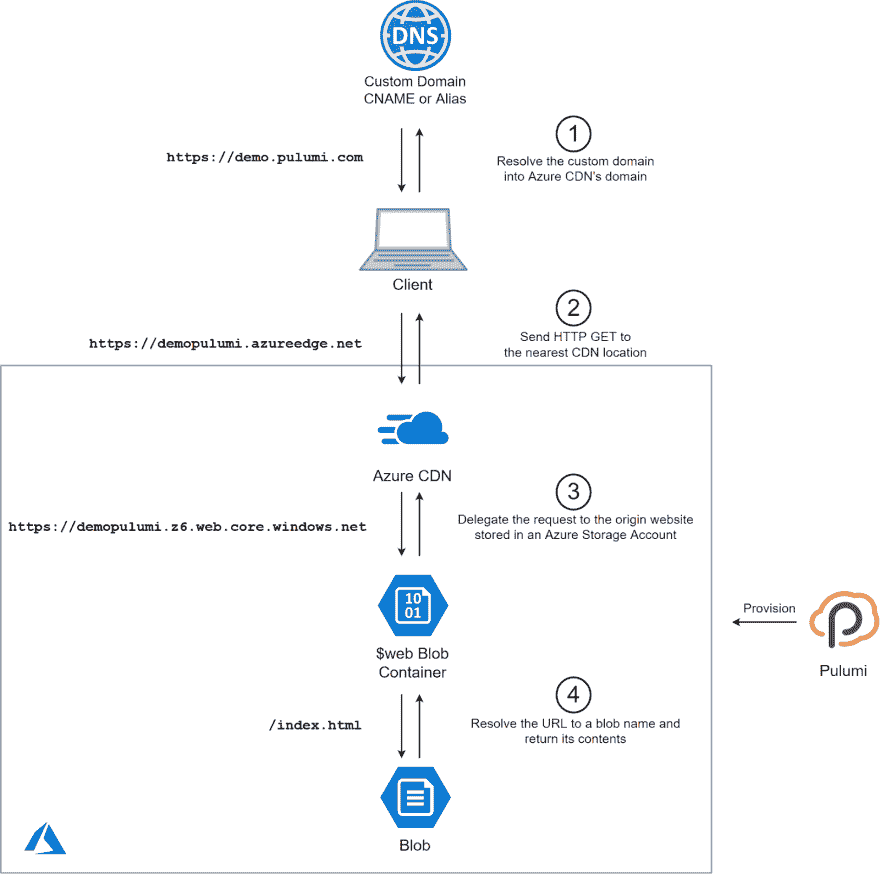 DNS
Custom Domain
CNAME or Alias
1
https://demo.pulumi.com
Resolve the custom domain
into Azure CDN's domain
Client
2
https://demopulumi.azureedge.net
Send HTTP GET to
the nearest CDN location
Azure CDN
3
https://demopulumi.z6.web.core.windows.net
Delegate the request to the origin website
stored in an Azure Storage Account
10
01
$web Blob
Container
Provision
Pulumi
4
/index.html
Resolve the URL to a blob name and
return its contents
Blob